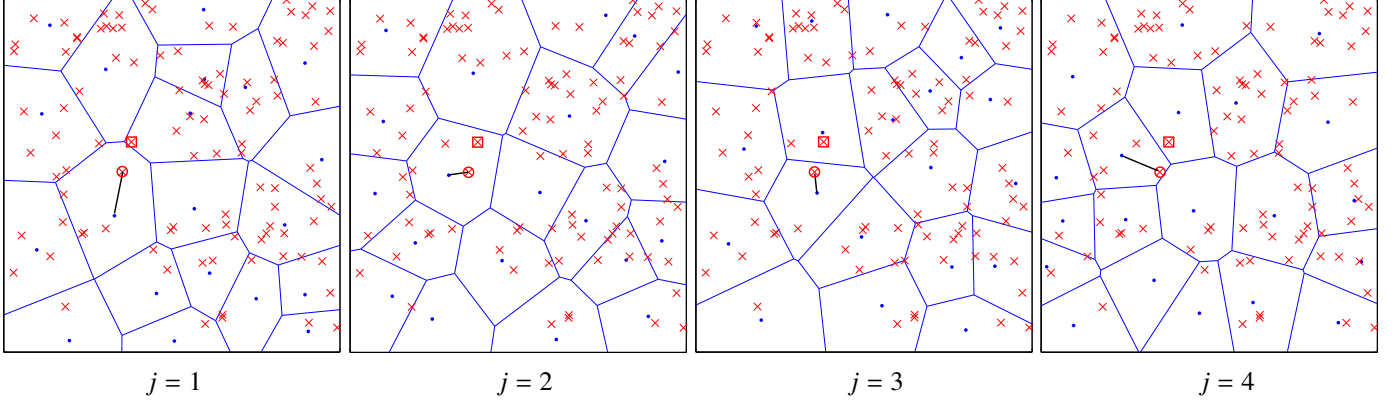 j = 1
j = 2
j = 3
j = 4